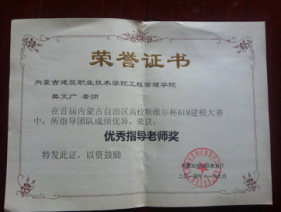 荣誉证书
内蒙古建筑职业技术学院工程管理学院
老师
在首届内蒙古自治区高校斯维尔杯BIM建模大赛
中，所指导团队成绩优异，荣获：
优秀指导老师奖
特发此证，以资鼓励